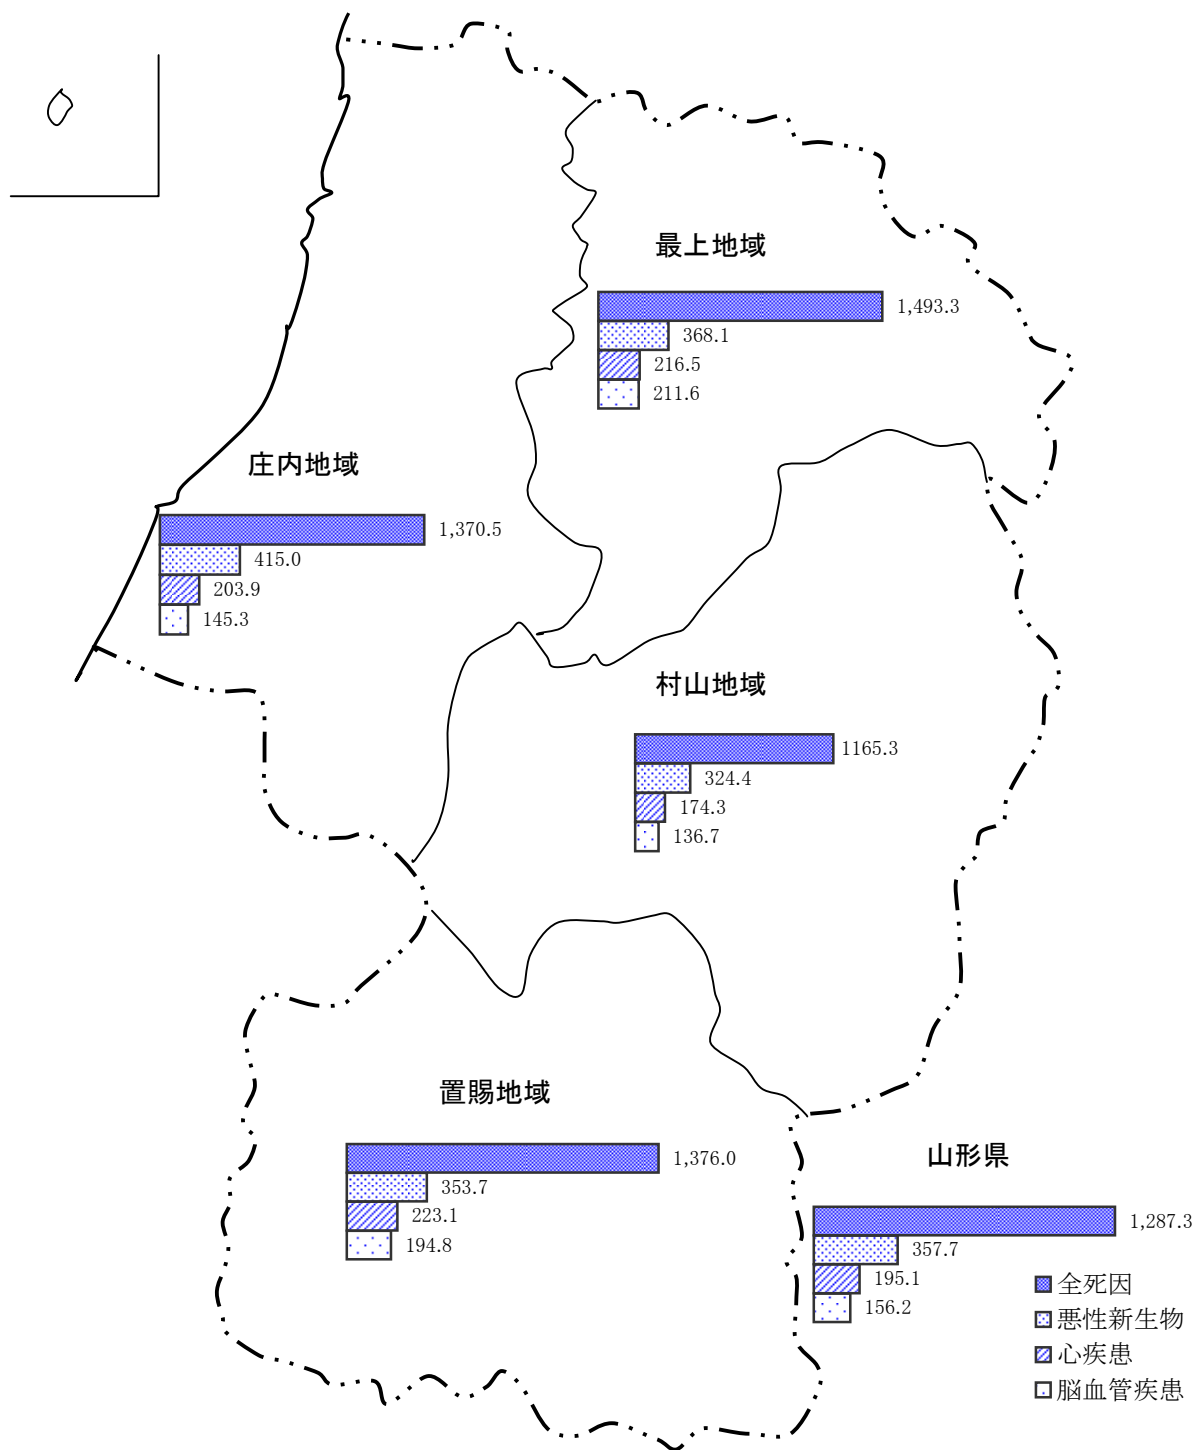 最上地域
1,493.3
368.1
216.5
211.6
庄内地域
1,370.5
415.0
203.9
145.3
村山地域
1165.3
324.4
174.3
136.7
置賜地域
1,376.0
353.7
223.1
194.8
山形県
1,287.3
357.7
195.1
156.2
全死因
悪性新生物
心疾患
脳血管疾患